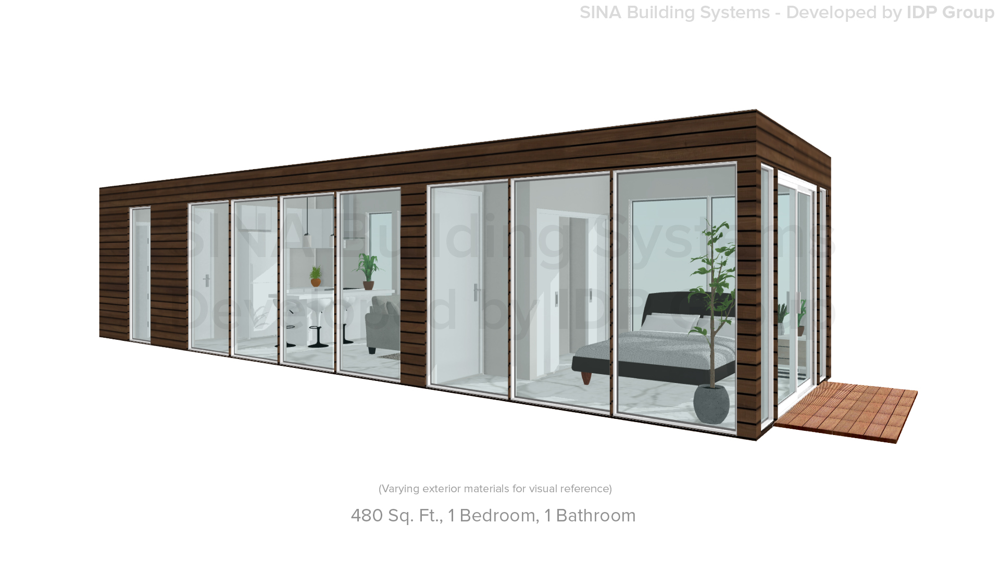 SINA Building Systems - Developed by IDP Group
SINA Building Systems
Developed by IDP Group
(Varying exterior materials for visual reference)
480 Sq. Ft., 1 Bedroom, 1 Bathroom